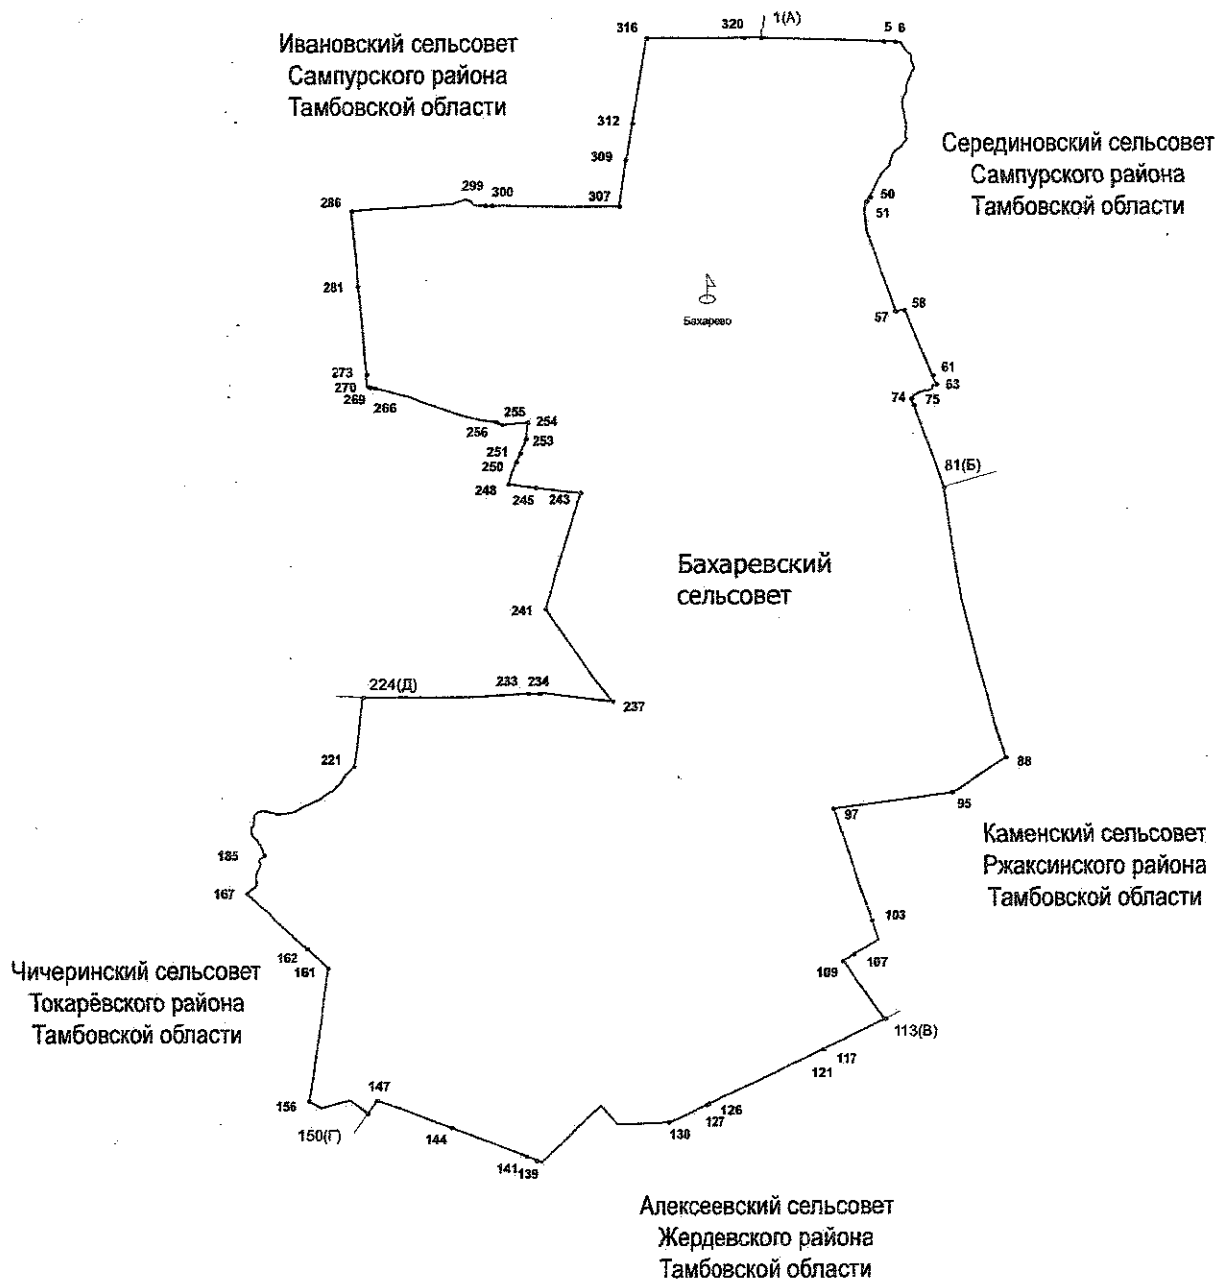 316
320
1(А)
5 6
Ивановский сельсовет
Сампурского района
Тамбовской области
312
309
Серединовский сельсовет
Сампурского района
Тамбовской области
299 300
307
286
50
51
281
58
57
Бахарево
273
270
269 266
61
63
74 75
255 254
256
253
251
250
248 245 243
81(Б)
Бахаревский
сельсовет
241
224(Д)
233 234
237
221
88
95
97
Каменский сельсовет
Ржаксинского района
Тамбовской области
185
167
103
107
109
162
161
Чичеринский сельсовет
Токарёвского района
Тамбовской области
113(В)
117
121
147
156
150(Г)
126
127
130
144
141 139
Алексеевский сельсовет
Жердевского района
Тамбовской области